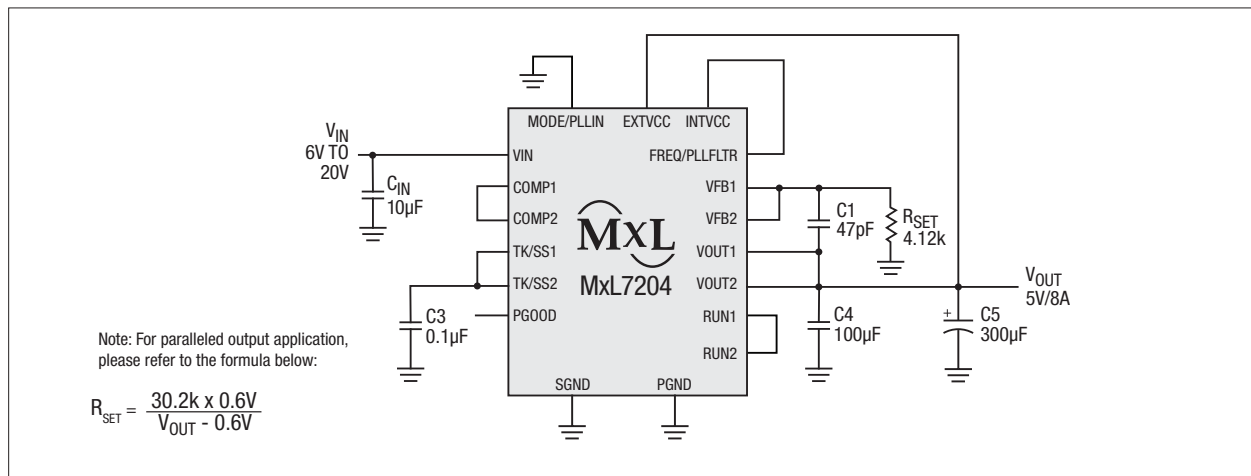 MODE/PLLIN EXTVCC INTVCC
V_IN
6V TO
20V
VIN
FREQ/PLLFLTR
C_IN
10µF
COMP1
COMP2
VFB1
VFB2
C1
47pF
R_SET
4.12k
MxL
MxL7204
TK/SS1
TK/SS2
VOUT1
VOUT2
V_OUT
5V/8A
PGOOD
RUN1
RUN2
C3
0.1µF
C4
100µF
+
C5
300µF
SGND PGND
Note: For paralleled output application,
please refer to the formula below:
R_SET = 30.2k x 0.6V / V_OUT - 0.6V